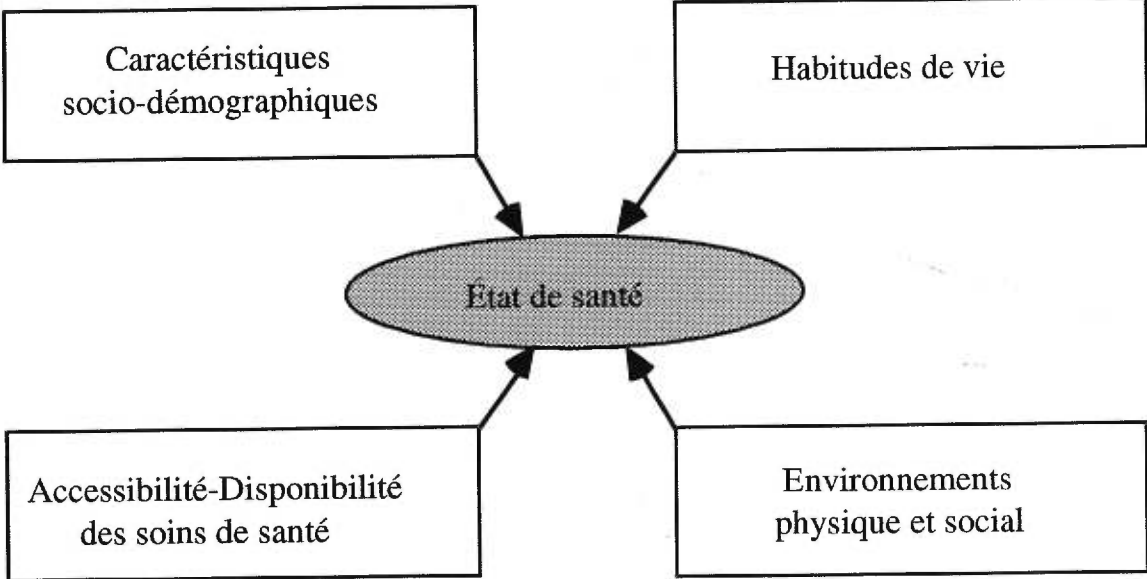 Caractéristiques
socio-démographiques
Habitudes de vie
État de santé
Accessibilité-Disponibilité
des soins de santé
Environnements
physique et social